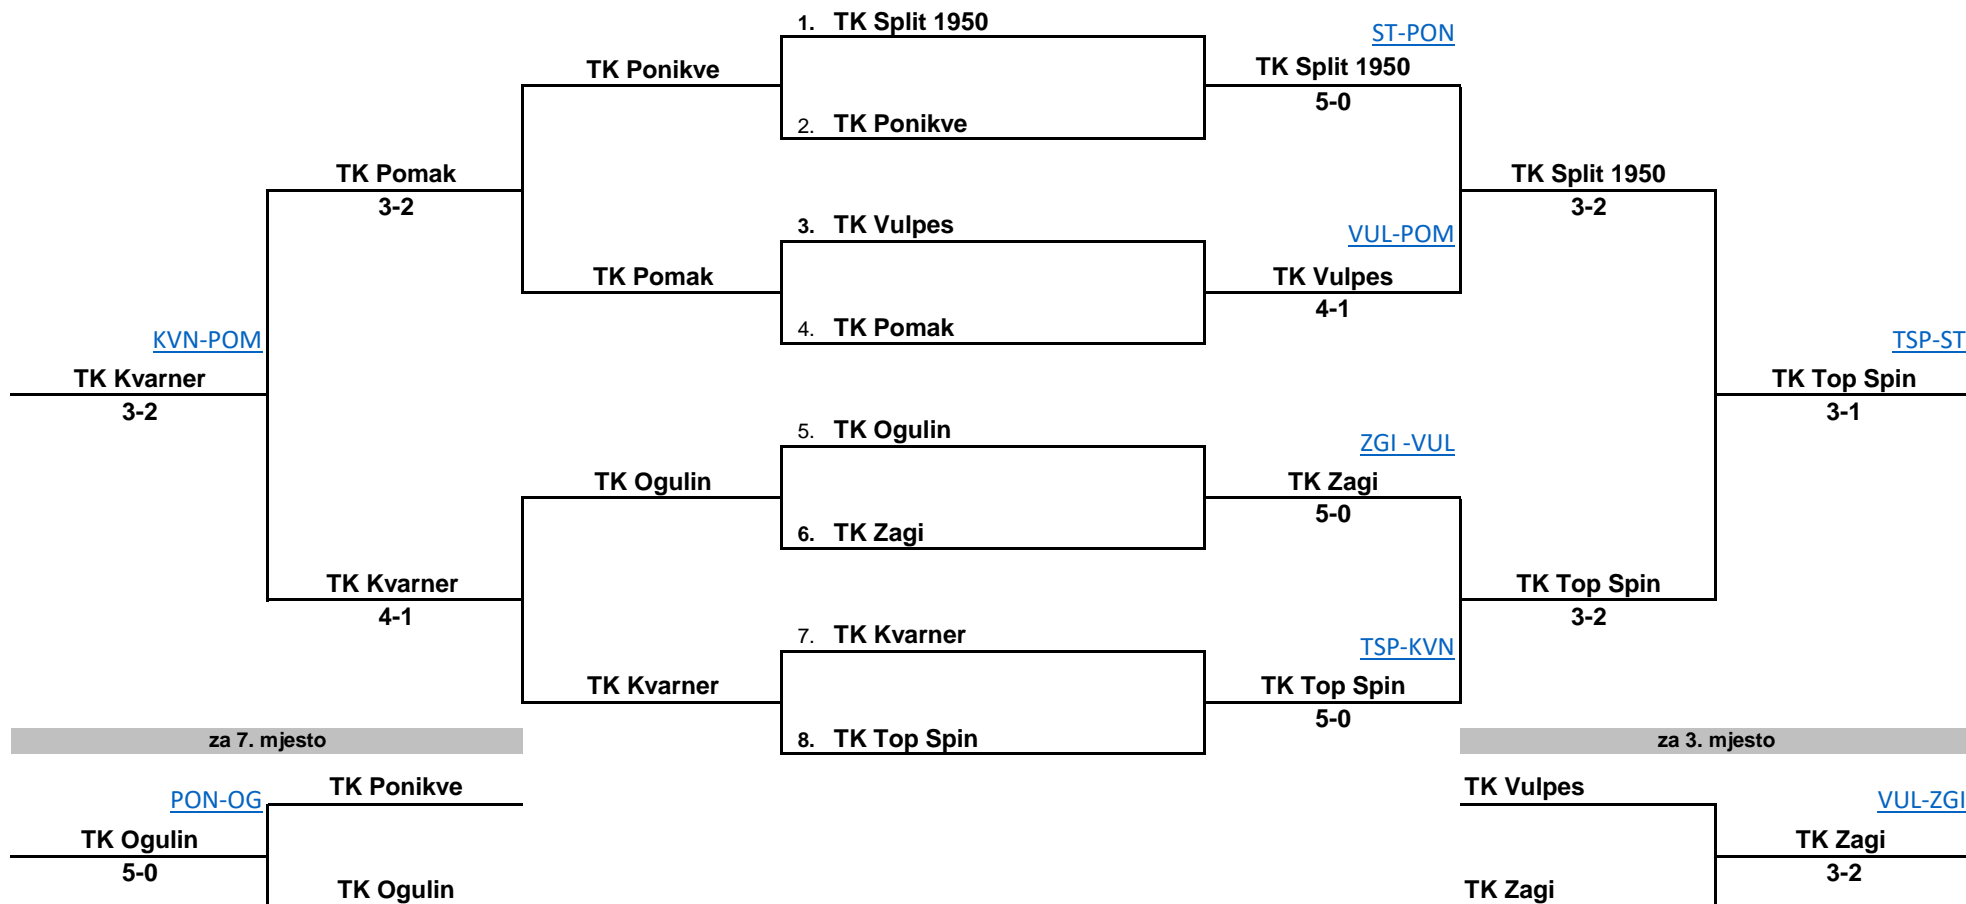 1. TK Split 1950
ST-PON
TK Ponikve
TK Split 1950
5-0
2. TK Ponikve
TK Pomak
TK Split 1950
3-2
3-2
3. TK Vulpes
VUL-POM
TK Pomak
TK Vulpes
4-1
4. TK Pomak
KVN-POM
TSP-ST
TK Kvarner
TK Top Spin
3-2
3-1
5. TK Ogulin
ZGI -VUL
TK Ogulin
TK Zagi
5-0
6. TK Zagi
TK Kvarner
TK Top Spin
4-1
3-2
7. TK Kvarner
TSP-KVN
TK Kvarner
TK Top Spin
5-0
8. TK Top Spin
za 7. mjesto
za 3. mjesto
TK Ponikve
TK Vulpes
PON-OG
VUL-ZGI
TK Ogulin
TK Zagi
5-0
3-2
TK Ogulin
TK Zagi